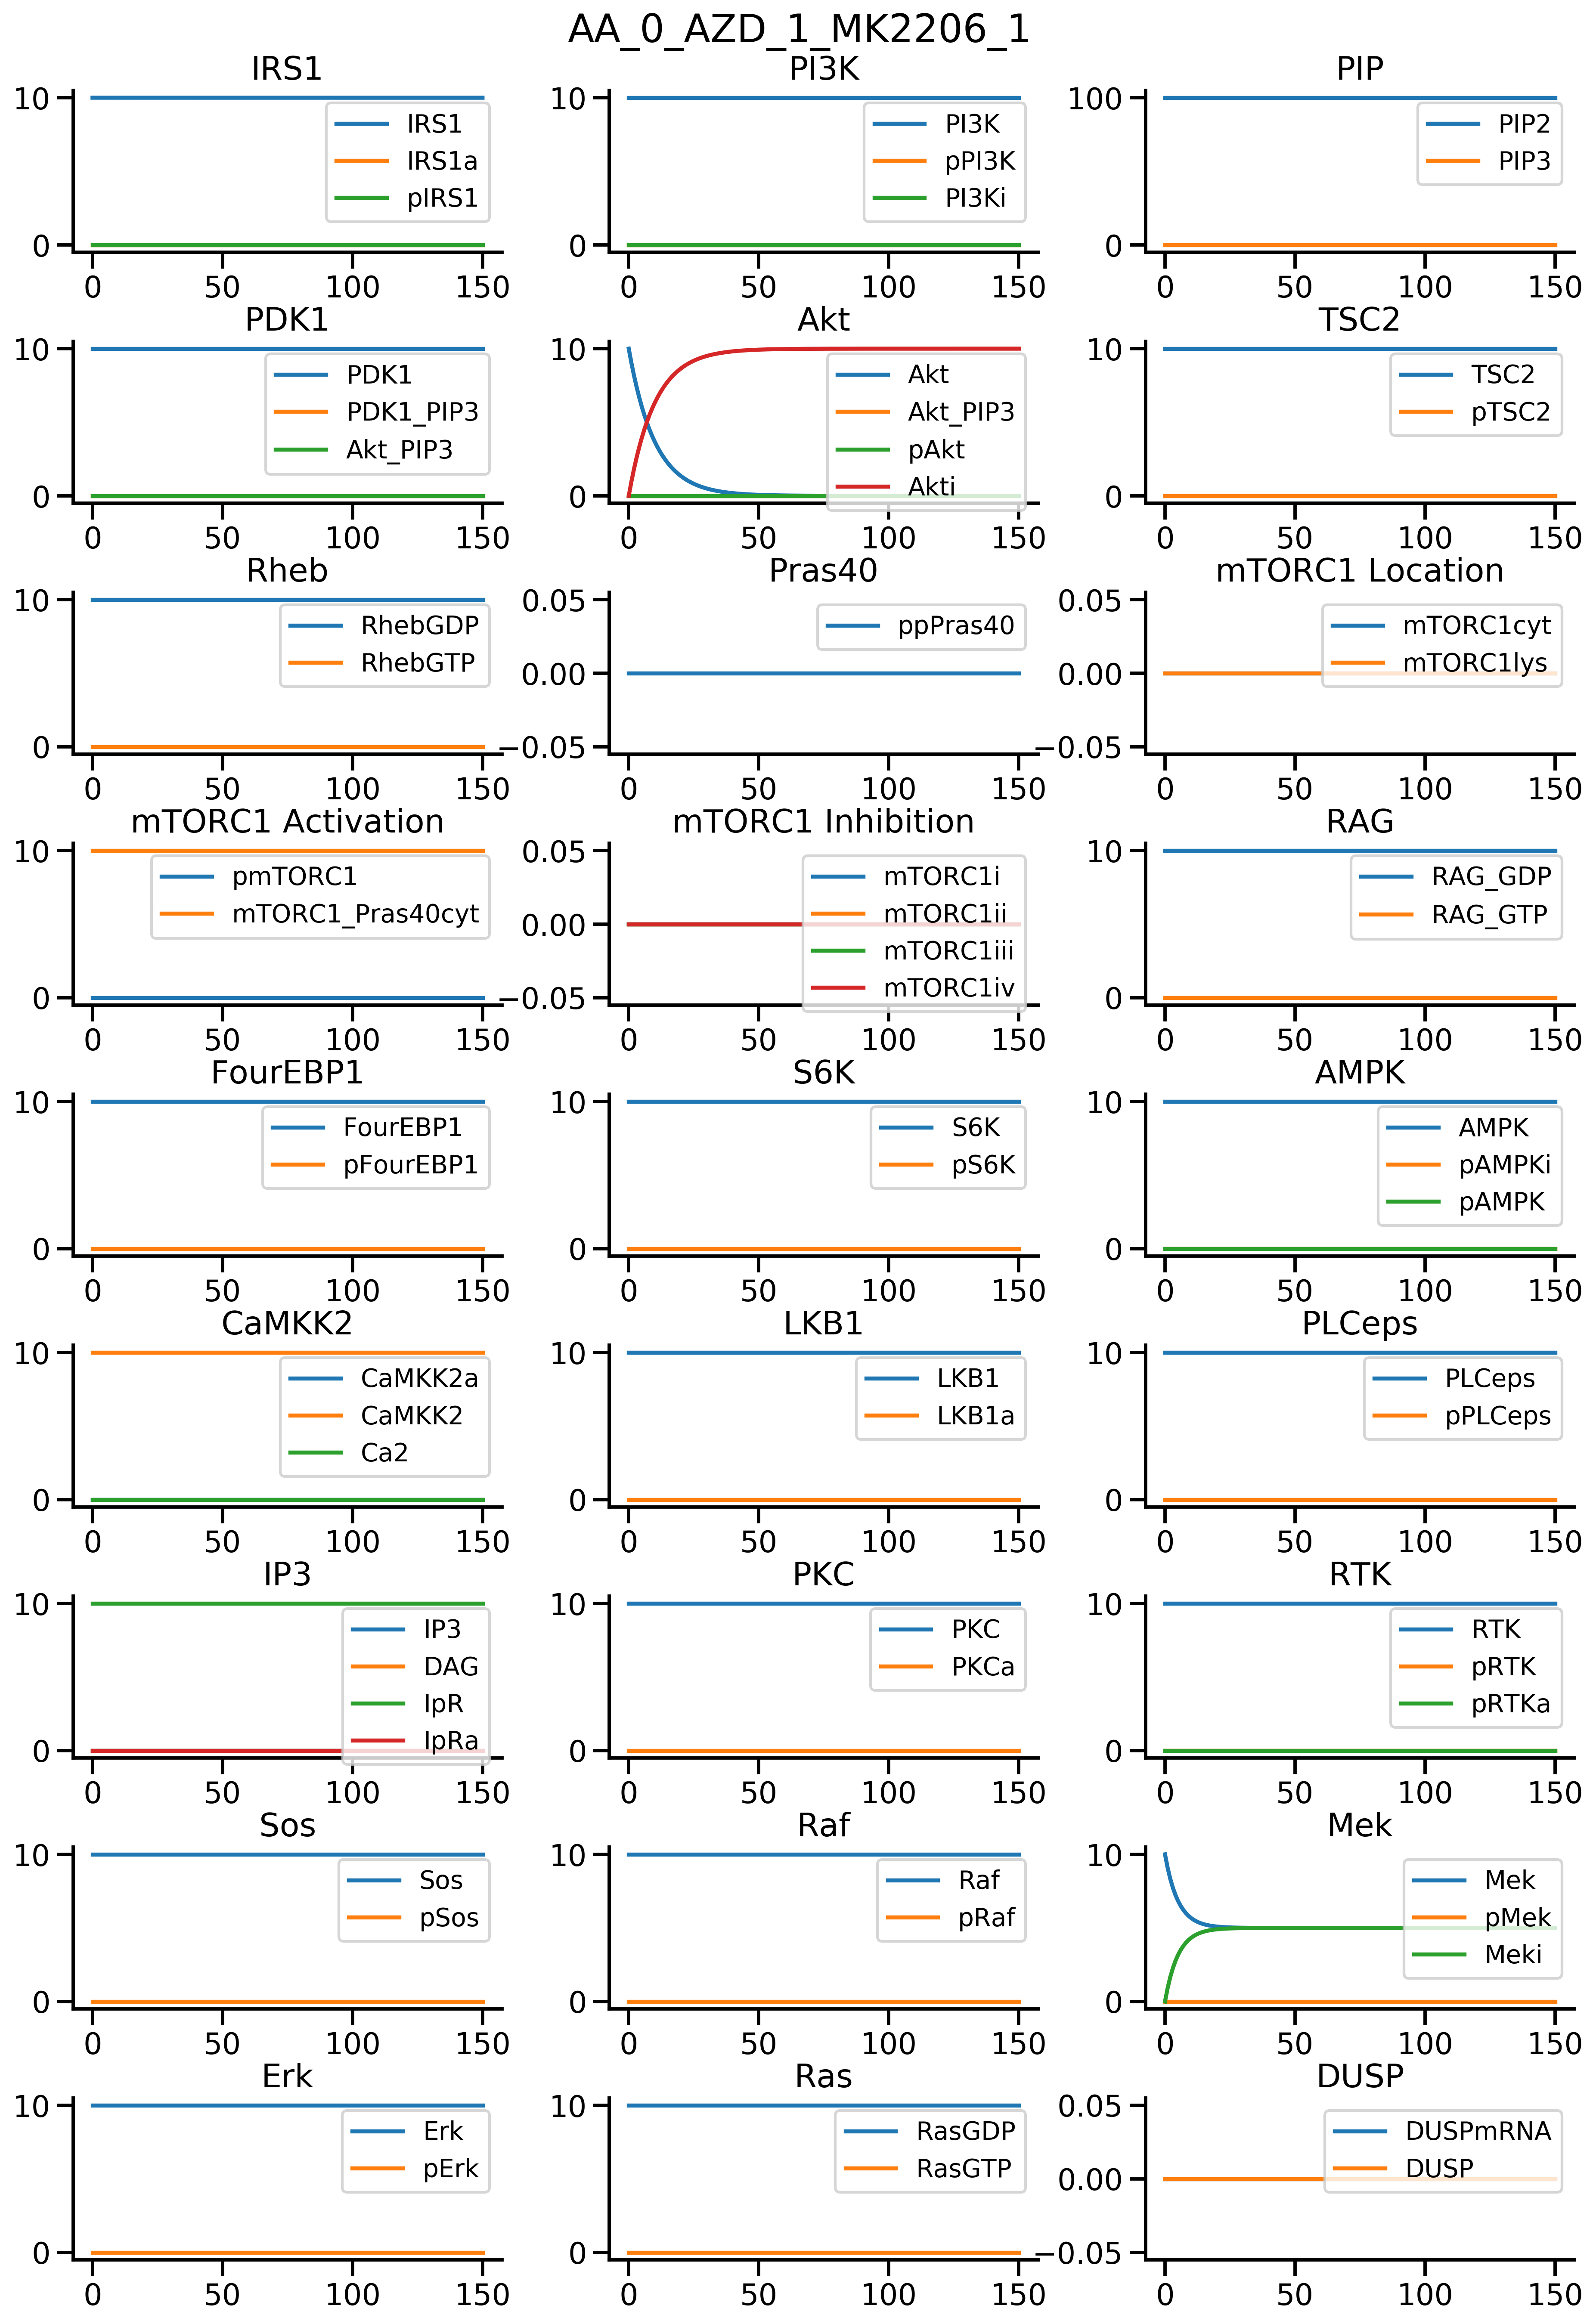 AA_0_AZD_1_MK2206_1
IRS1
PI3K
PIP
10
0
IRS1
IRS1a
pIRS1
0 50 100 150
10
0
PI3K
pPI3K
PI3Ki
0 50 100 150
100
0
PIP2
PIP3
0 50 100 150
PDK1
Akt
TSC2
10
0
PDK1
PDK1_PIP3
Akt_PIP3
0 50 100 150
10
0
Akt
Akt_PIP3
pAkt
Akti
0 50 100 150
10
0
TSC2
pTSC2
0 50 100 150
Rheb
Pras40
mTORC1 Location
10
0
RhebGDP
RhebGTP
0 50 100 150
0.05
0.00
−0.05
ppPras40
0 50 100 150
0.05
0.00
−0.05
mTORC1cyt
mTORC1lys
0 50 100 150
mTORC1 Activation
mTORC1 Inhibition
RAG
10
0
pmTORC1
mTORC1_Pras40cyt
0 50 100 150
0.05
0.00
−0.05
mTORC1i
mTORC1ii
mTORC1iii
mTORC1iv
0 50 100 150
10
0
RAG_GDP
RAG_GTP
0 50 100 150
FourEBP1
S6K
AMPK
10
0
FourEBP1
pFourEBP1
0 50 100 150
10
0
S6K
pS6K
0 50 100 150
10
0
AMPK
pAMPKi
pAMPK
0 50 100 150
CaMKK2
LKB1
PLCeps
10
0
CaMKK2a
CaMKK2
Ca2
0 50 100 150
10
0
LKB1
LKB1a
0 50 100 150
10
0
PLCeps
pPLCeps
0 50 100 150
IP3
PKC
RTK
10
0
IP3
DAG
IpR
IpRa
0 50 100 150
10
0
PKC
PKCa
0 50 100 150
10
0
RTK
pRTK
pRTKa
0 50 100 150
Sos
Raf
Mek
10
0
Sos
pSos
0 50 100 150
10
0
Raf
pRaf
0 50 100 150
10
0
Mek
pMek
Meki
0 50 100 150
Erk
Ras
DUSP
10
0
Erk
pErk
0 50 100 150
10
0
RasGDP
RasGTP
0 50 100 150
0.05
0.00
−0.05
DUSPmRNA
DUSP
0 50 100 150